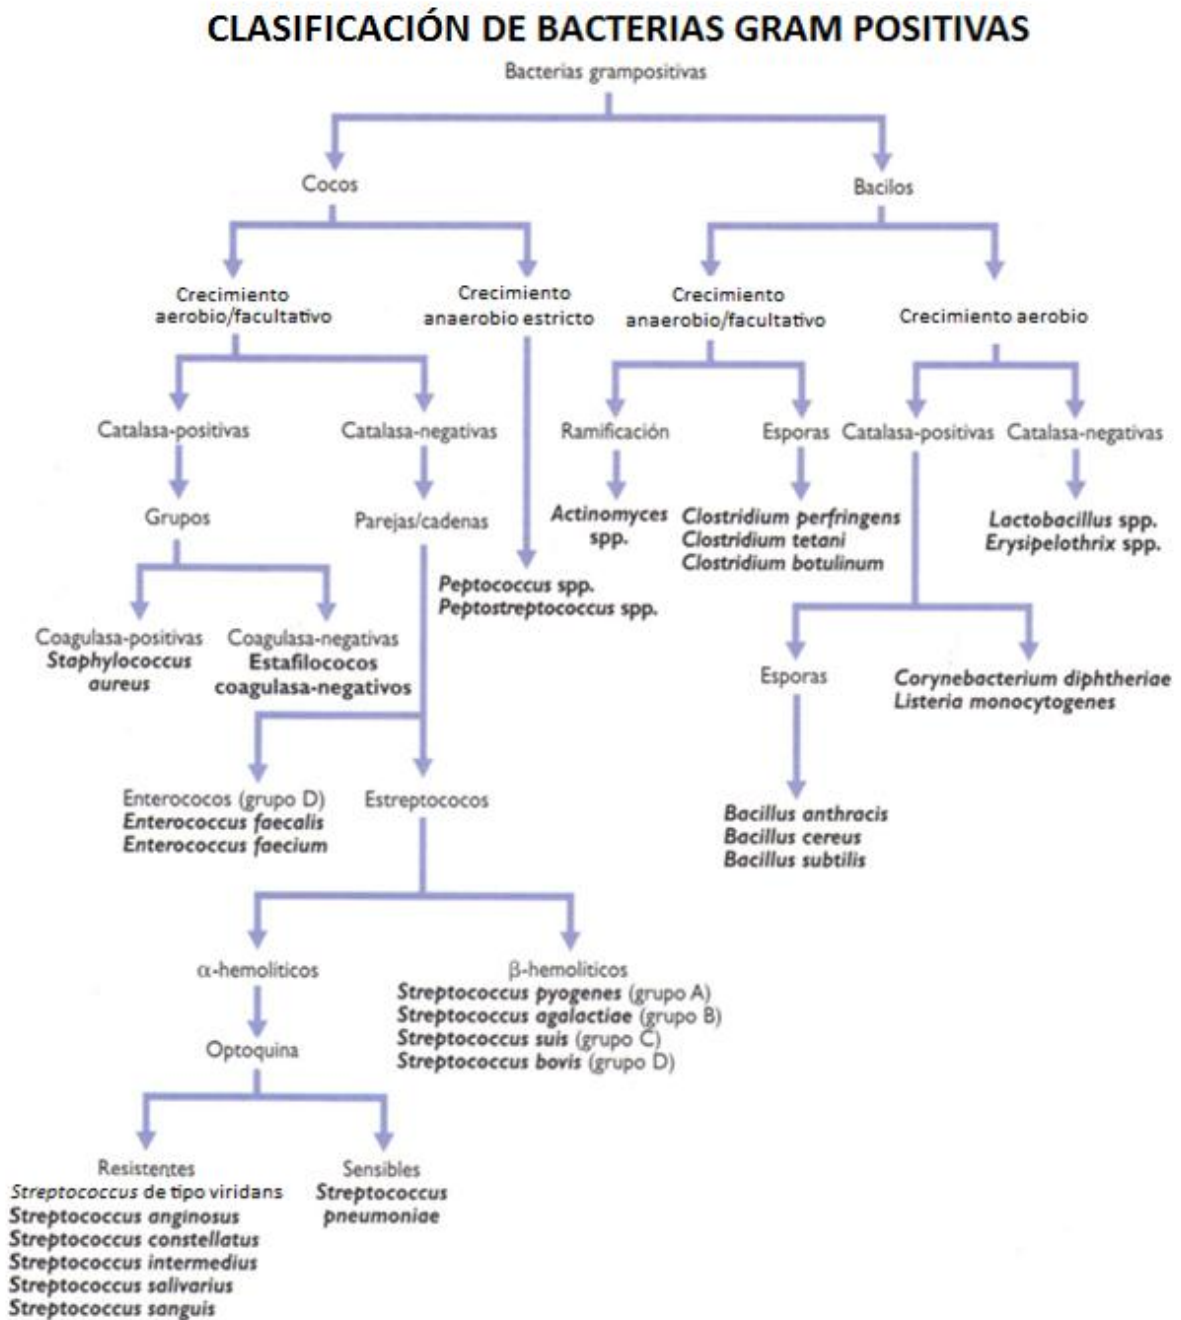 CLASIFICACIÓN DE BACTERIAS GRAM POSITIVAS
Bacterias grampositivas
Cocos
Bacilos
Crecimiento
aerobio/facultativo
Crecimiento
anaerobio estricto
Crecimiento
anaerobio/facultativo
Crecimiento aerobio
Catalasa-positivas
Catalasa-negativas
Ramificación
Esporas
Catalasa-positivas
Catalasa-negativas
Grupos
Parejas/cadenas
Actinomyces
spp.
Clostridium perfringens
Clostridium tetani
Clostridium botulinum
Lactobacillus spp.
Erysipelothrix spp.
Peptococcus spp.
Peptostreptococcus spp.
Coagulasa-positivas
Staphylococcus
aureus
Coagulasa-negativas
Estafilococos
coagulasa-negativos
Esporas
Corynebacterium diphtheriae
Listeria monocytogenes
Enterococos (grupo D)
Enterococcus faecalis
Enterococcus faecium
Estreptococos
Bacillus anthracis
Bacillus cereus
Bacillus subtilis
α-hemolíticos
β-hemolíticos
Streptococcus pyogenes (grupo A)
Streptococcus agalactiae (grupo B)
Streptococcus suis (grupo C)
Streptococcus bovis (grupo D)
Optoquina
Resistentes
Streptococcus de tipo viridans
Streptococcus anginosus
Streptococcus constellatus
Streptococcus intermedius
Streptococcus salivarius
Streptococcus sanguis
Sensibles
Streptococcus
pneumoniae